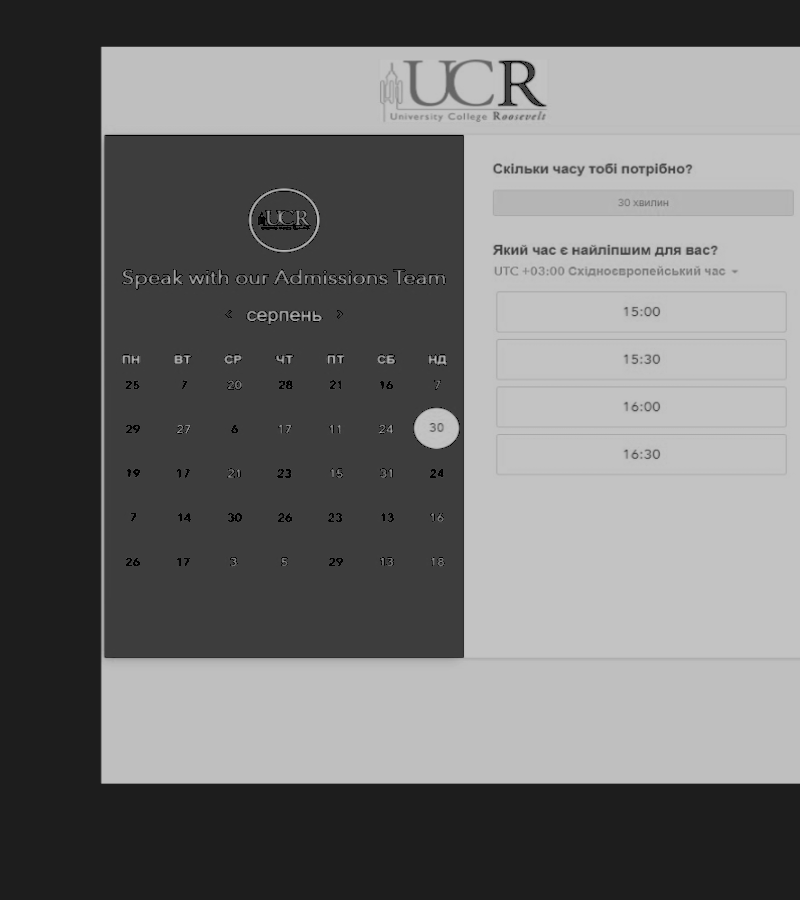 UCR
University College Roosevelt
UCR
Speak with our Admissions Team
< серпень >
ПН ВТ СР ЧТ ПТ СБ НД
25 7 20 28 21 16 7
29 27 6 17 11 24 30
19 17 21 23 15 31 24
7 14 30 26 23 13 16
26 17 3 5 29 13 18
Скільки часу тобі потрібно?
30 хвилин
Який час є найліпшим для вас?
UTC +03:00 Східноєвропейський час
15:00
15:30
16:00
16:30